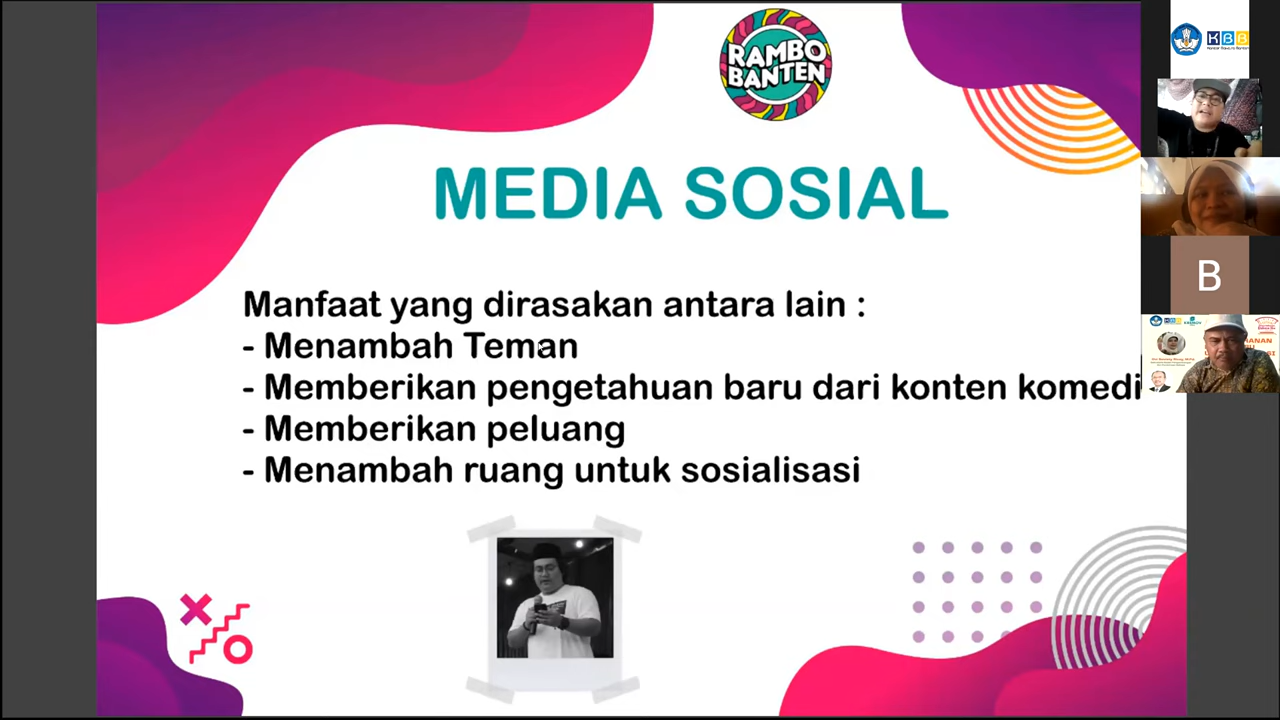 RAMBO
BANTEN
MEDIA SOSIAL
Manfaat yang dirasakan antara lain :
- Menambah Teman
- Memberikan pengetahuan baru dari konten komedi
- Memberikan peluang
- Menambah ruang untuk sosialisasi
KBB
B